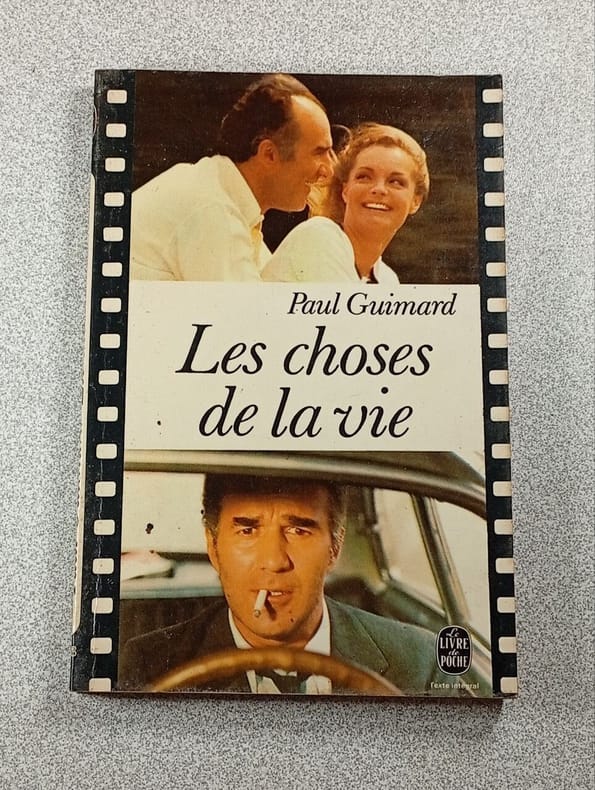 Paul Guimard
Les choses
de la vie
Le
LIVRE
de
POCHE
Texte intégral